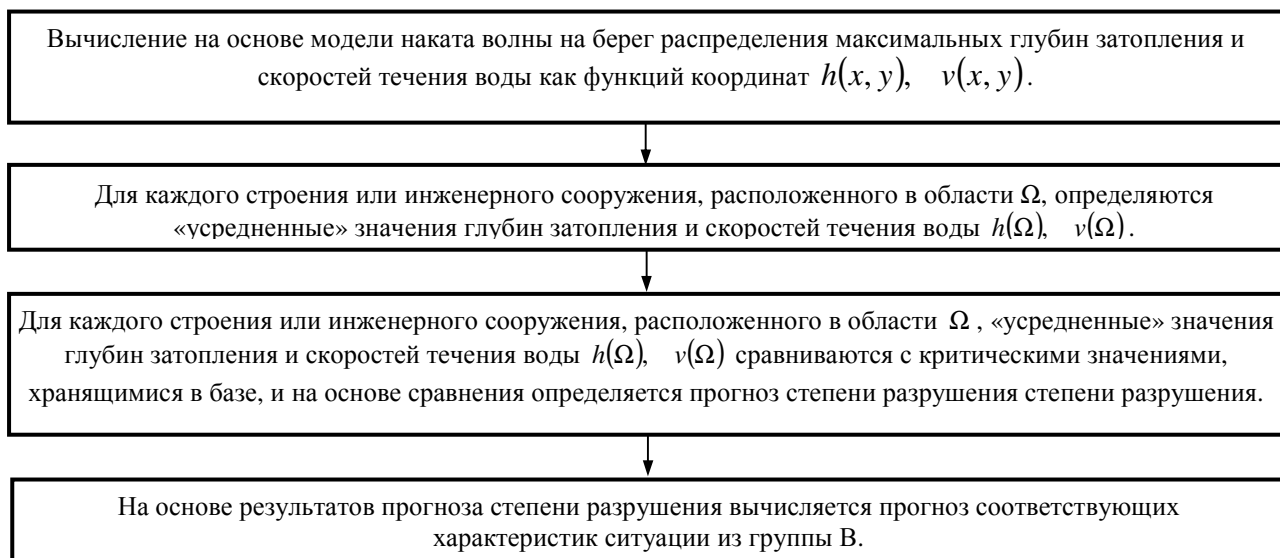 Вычисление на основе модели наката волны на берег распределения максимальных глубин затопления и
скоростей течения воды как функций координат h(x, y), v(x, y).
Для каждого строения или инженерного сооружения, расположенного в области Ω, определяются
«усредненные» значения глубин затопления и скоростей течения воды h(Ω), v(Ω).
Для каждого строения или инженерного сооружения, расположенного в области Ω , «усредненные» значения
глубин затопления и скоростей течения воды h(Ω), v(Ω) сравниваются с критическими значениями,
хранящимися в базе, и на основе сравнения определяется прогноз степени разрушения степени разрушения.
На основе результатов прогноза степени разрушения вычисляется прогноз соответствующих
характеристик ситуации из группы В.